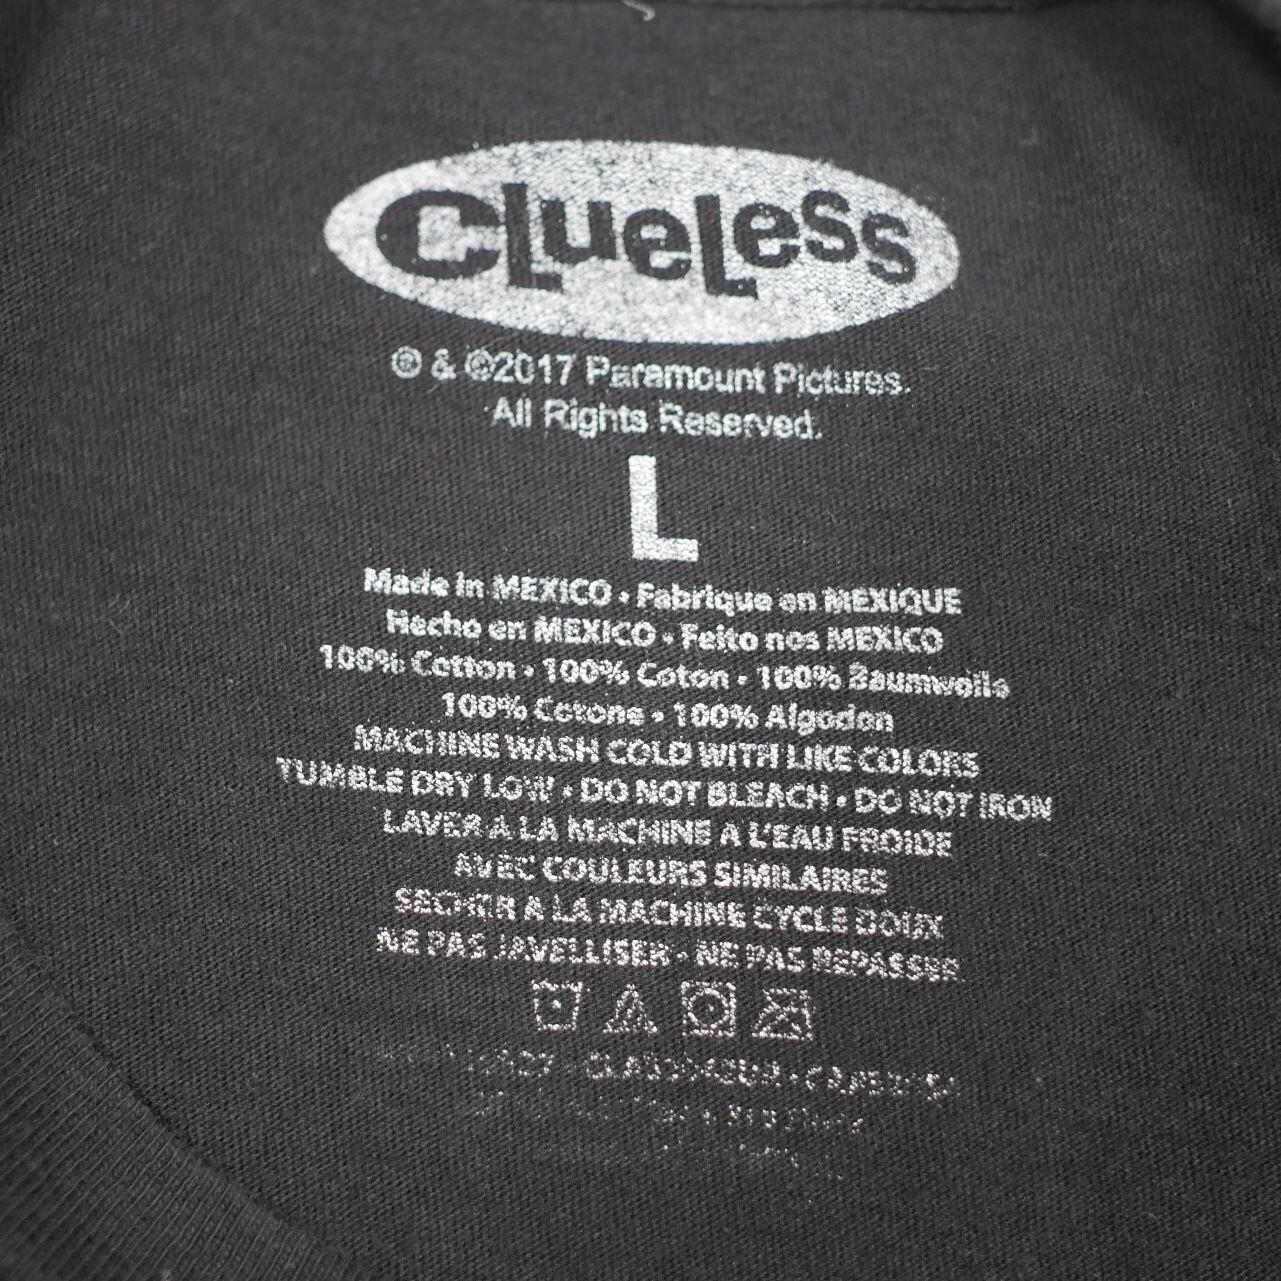 CLUELESS
© & ©2017 Paramount Pictures.
All Rights Reserved.
L
Made in MEXICO • Fabrique en MEXIQUE
Hecho en MEXICO • Feito nos MEXICO
100% Cotton • 100% Coton • 100% Baumwolle
100% Cotone • 100% Algodon
MACHINE WASH COLD WITH LIKE COLORS
TUMBLE DRY LOW • DO NOT BLEACH • DO NOT IRON
LAVER A LA MACHINE A L'EAU FROIDE
AVEC COULEURS SIMILAIRES
SECHER A LA MACHINE CYCLE DOUX
NE PAS JAVELLISER • NE PAS REPASSER